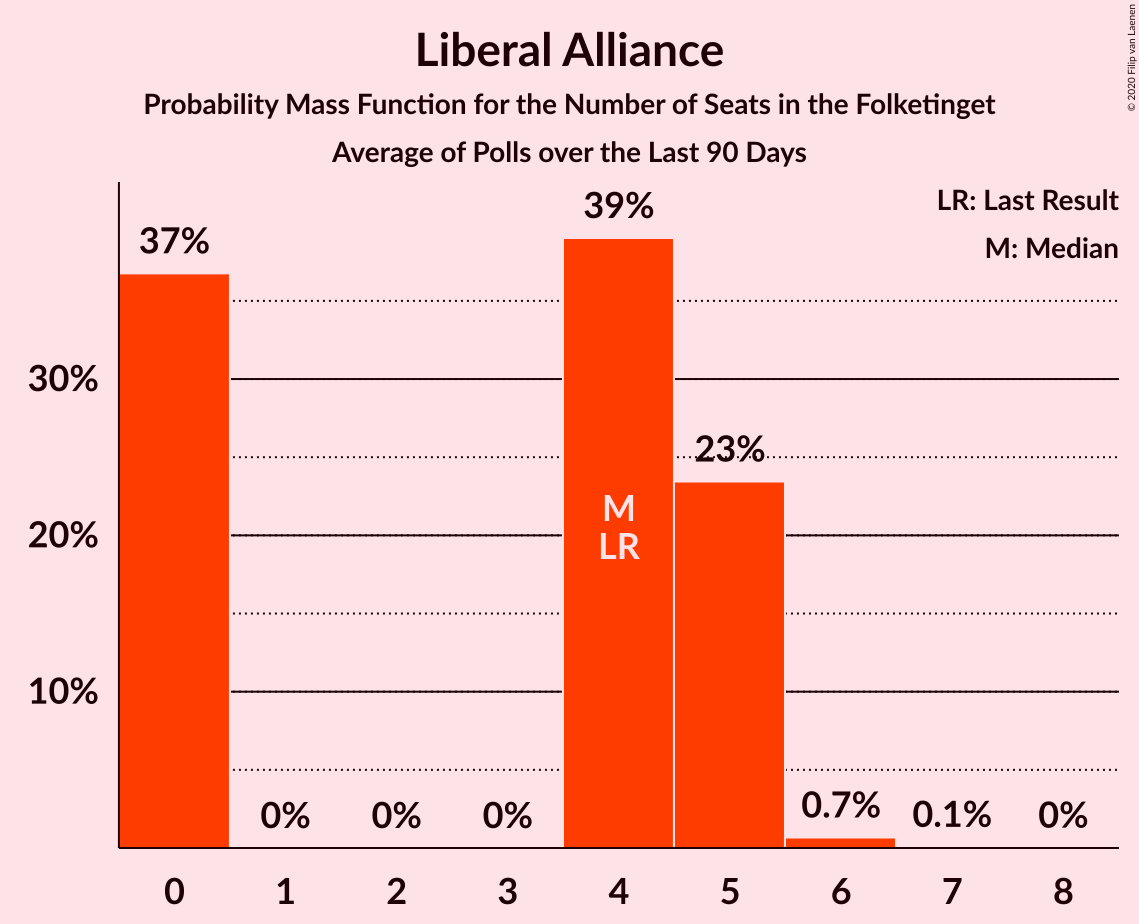 Liberal Alliance
Probability Mass Function for the Number of Seats in the Folketinget
Average of Polls over the Last 90 Days
© 2020 Filip van Laenen
LR: Last Result
M: Median
37%
0%
0%
0%
39%
23%
0.7%
0.1%
0%
M
LR
30%
20%
10%
0
1
2
3
4
5
6
7
8